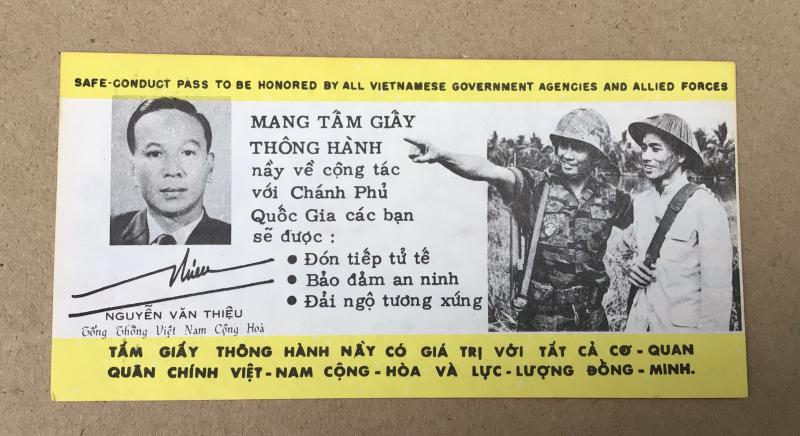 SAFE-CONDUCT PASS TO BE HONORED BY ALL VIETNAMESE GOVERNMENT AGENCIES AND ALLIED FORCES
MANG TẤM GIẤY
THÔNG HÀNH
nầy về cộng tác
với Chánh Phủ
Quốc Gia các bạn
sẽ được :
• Đón tiếp tử tế
• Bảo đảm an ninh
• Đải ngộ tương xứng
NGUYỄN VĂN THIỆU
Tổng Thống Việt Nam Cộng Hoà
TẤM GIẤY THÔNG HÀNH NẦY CÓ GIÁ TRỊ VỚI TẤT CẢ CƠ - QUAN
QUÂN CHÍNH VIỆT - NAM CỘNG - HÒA VÀ LỰC - LƯỢNG ĐỒNG - MINH.